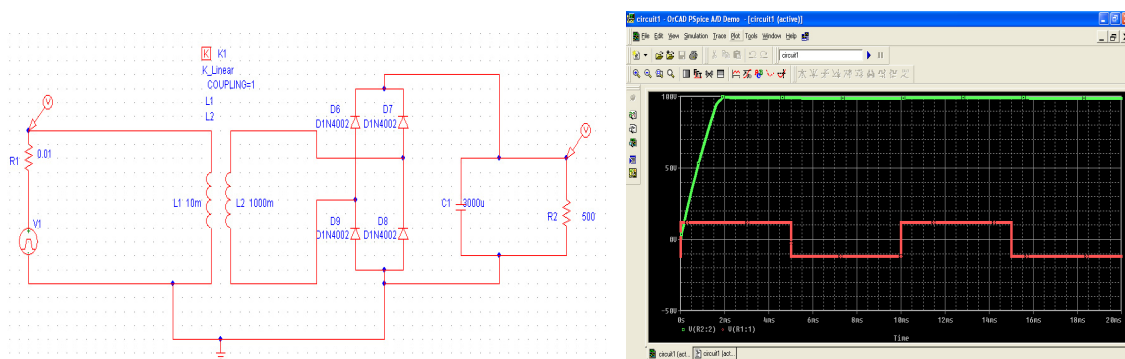 K K1
K_Linear
COUPLING=1
L1
L2
V
R1 0.01
V1
L1 10m
L2 1000m
D6 D7
D1N4002 D1N4002
D9 D8
D1N4002 D1N4002
C1 3000u
V
R2 500
circuit1 - OrCAD PSpice A/D Demo - [circuit1 (active)]
File Edit View Simulation Trace Plot Tools Window Help
circuit1
100V
50V
0V
-50V
0s 2ms 4ms 6ms 8ms 10ms 12ms 14ms 16ms 18ms 20ms
V(R2:2) V(R1:1)
Time
circuit1 (act... circuit1 (act...